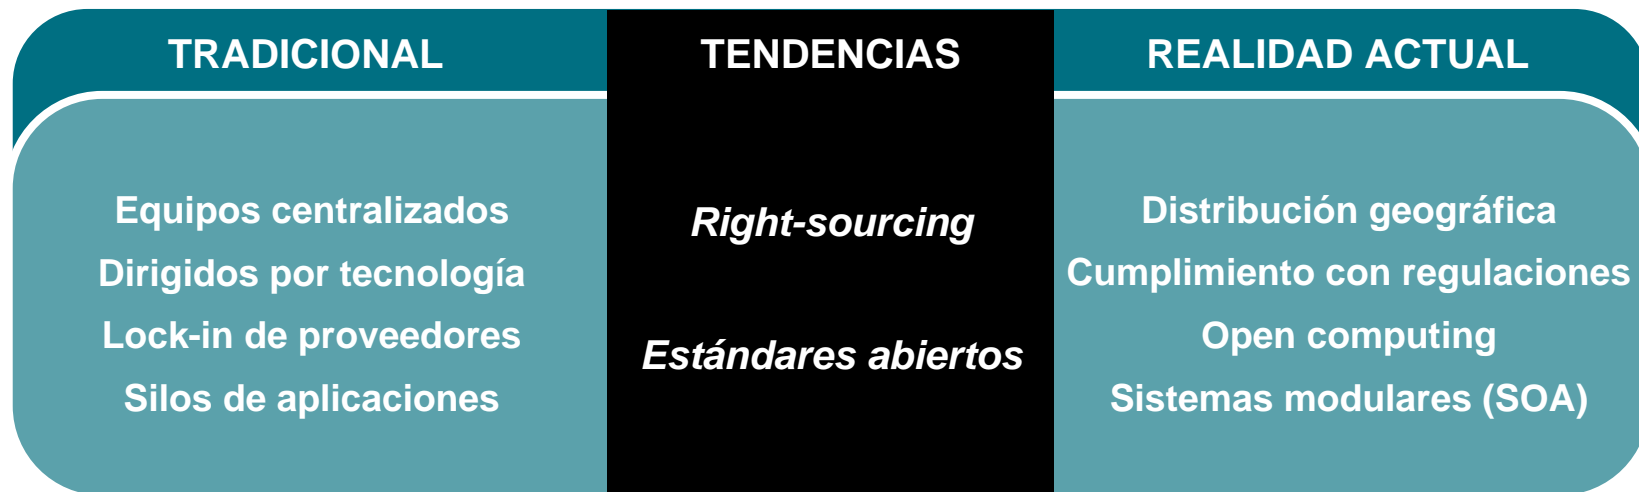 TRADICIONAL
Equipos centralizados
Dirigidos por tecnología
Lock-in de proveedores
Silos de aplicaciones
TENDENCIAS
Right-sourcing
Estándares abiertos
REALIDAD ACTUAL
Distribución geográfica
Cumplimiento con regulaciones
Open computing
Sistemas modulares (SOA)